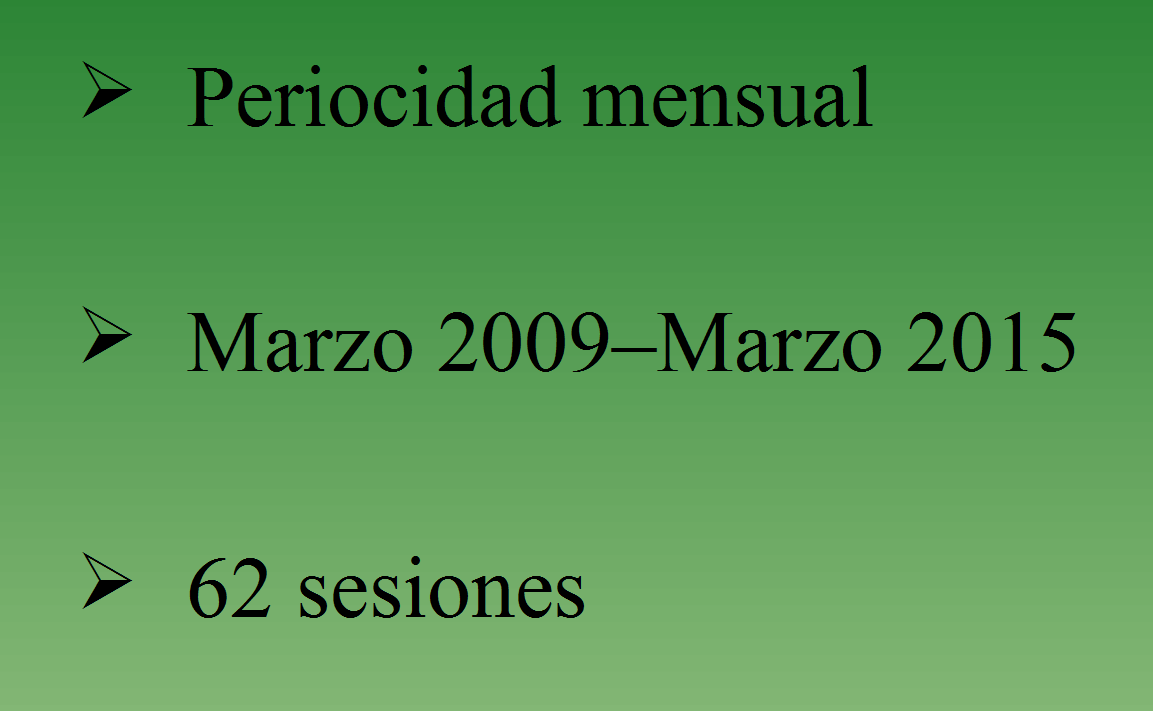 ➢ Periocidad mensual
➢ Marzo 2009–Marzo 2015
➢ 62 sesiones